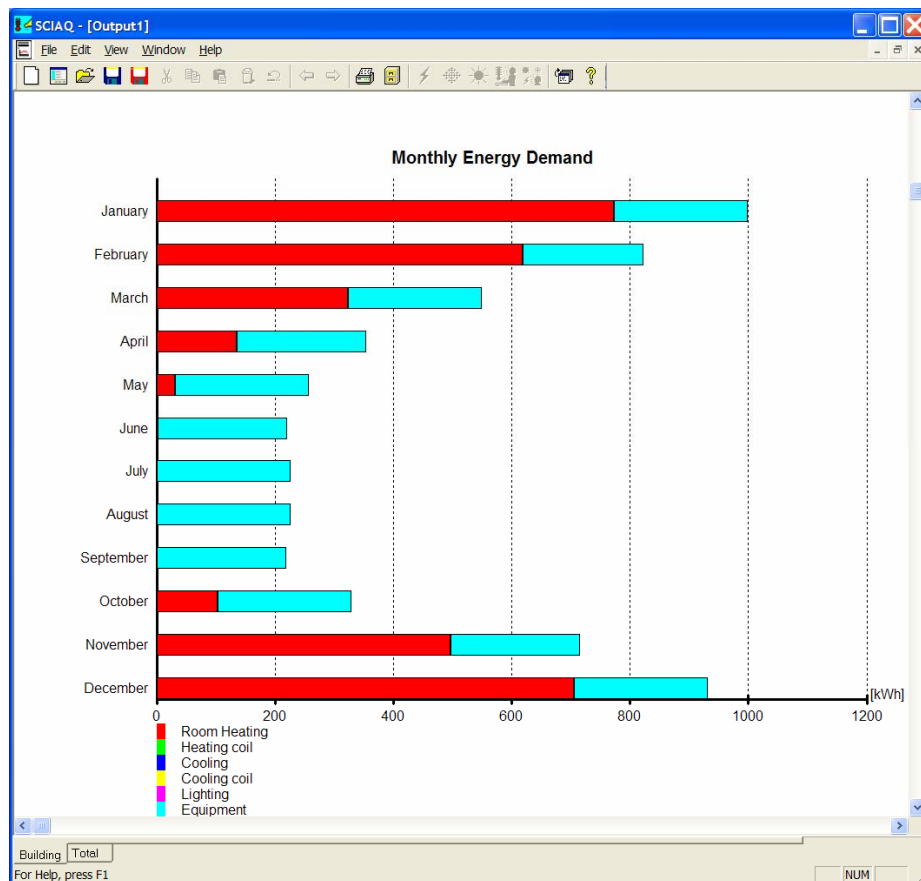 SCIAQ - [Output1]
File Edit View Window Help
Monthly Energy Demand
January
February
March
April
May
June
July
August
September
October
November
December
[kWh]
0 200 400 600 800 1000 1200
Room Heating
Heating coil
Cooling
Cooling coil
Lighting
Equipment
Building Total
For Help, press F1 NUM